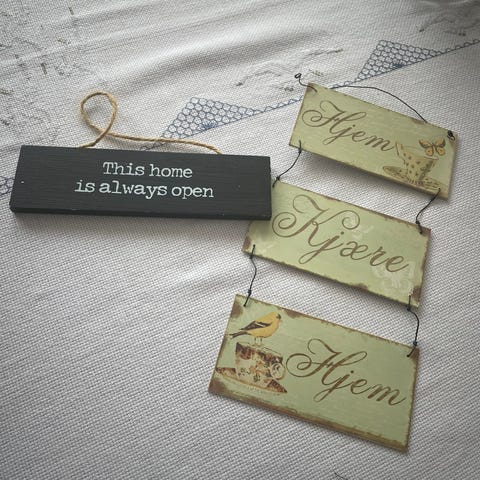 This home
is always open
Hjem
Kjære
Hjem